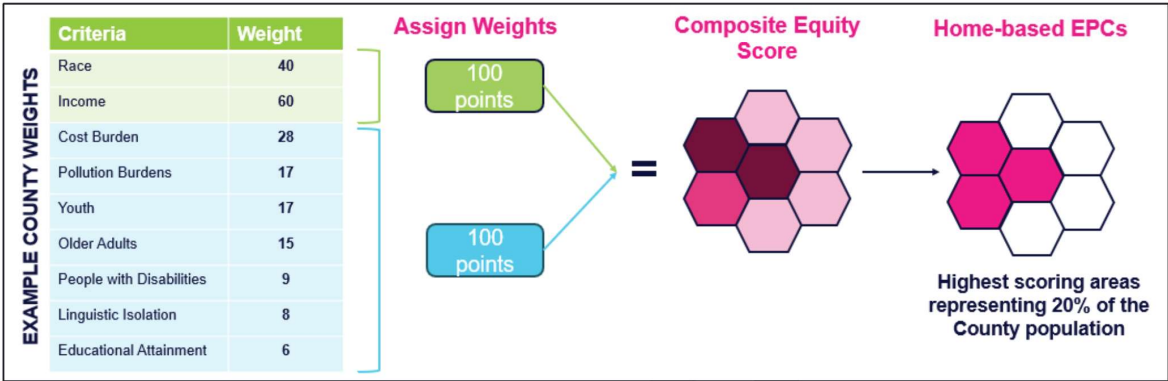 EXAMPLE COUNTY WEIGHTS
Criteria Weight
Race 40
Income 60
Cost Burden 28
Pollution Burdens 17
Youth 17
Older Adults 15
People with Disabilities 9
Linguistic Isolation 8
Educational Attainment 6
Assign Weights
100
points
100
points
=
Composite Equity
Score
Home-based EPCs
Highest scoring areas
representing 20% of the
County population